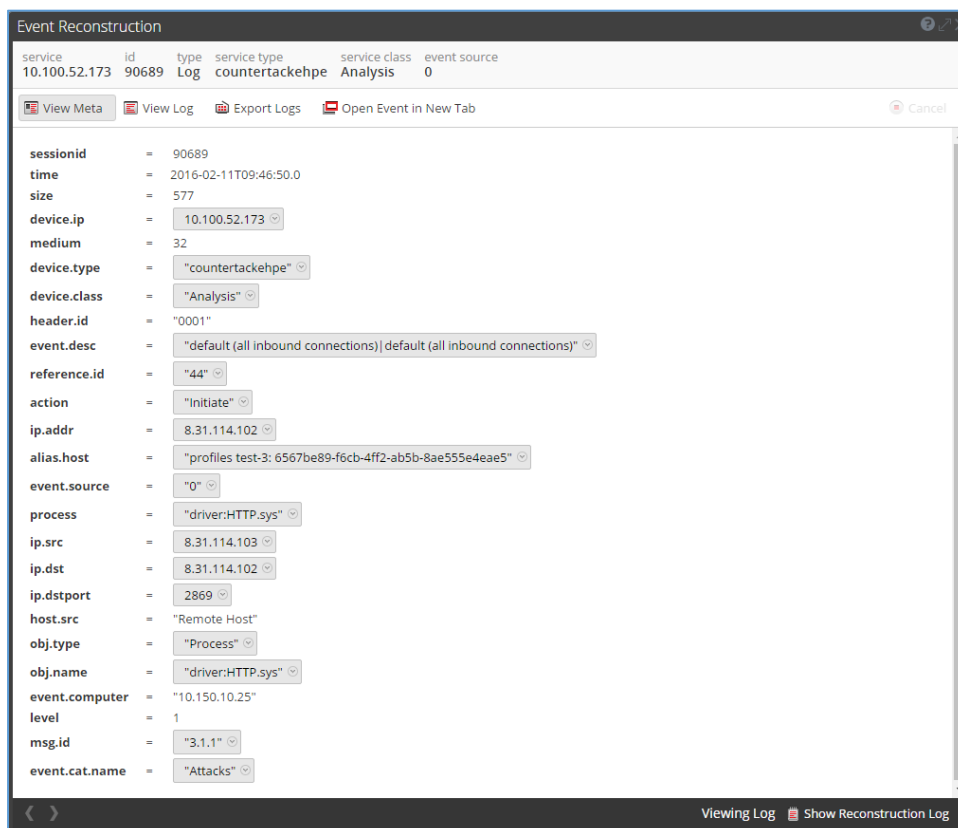 Event Reconstruction
service id type service type service class event source
10.100.52.173 90689 Log countertackehpe Analysis 0
View Meta View Log Export Logs Open Event in New Tab Cancel
sessionid = 90689
time = 2016-02-11T09:46:50.0
size = 577
device.ip = 10.100.52.173
medium = 32
device.type = "countertackehpe"
device.class = "Analysis"
header.id = "0001"
event.desc = "default (all inbound connections)|default (all inbound connections)"
reference.id = "44"
action = "Initiate"
ip.addr = 8.31.114.102
alias.host = "profiles test-3: 6567be89-f6cb-4ff2-ab5b-8ae555e4eae5"
event.source = "0"
process = "driver:HTTP.sys"
ip.src = 8.31.114.103
ip.dst = 8.31.114.102
ip.dstport = 2869
host.src = "Remote Host"
obj.type = "Process"
obj.name = "driver:HTTP.sys"
event.computer = "10.150.10.25"
level = 1
msg.id = "3.1.1"
event.cat.name = "Attacks"
Viewing Log Show Reconstruction Log